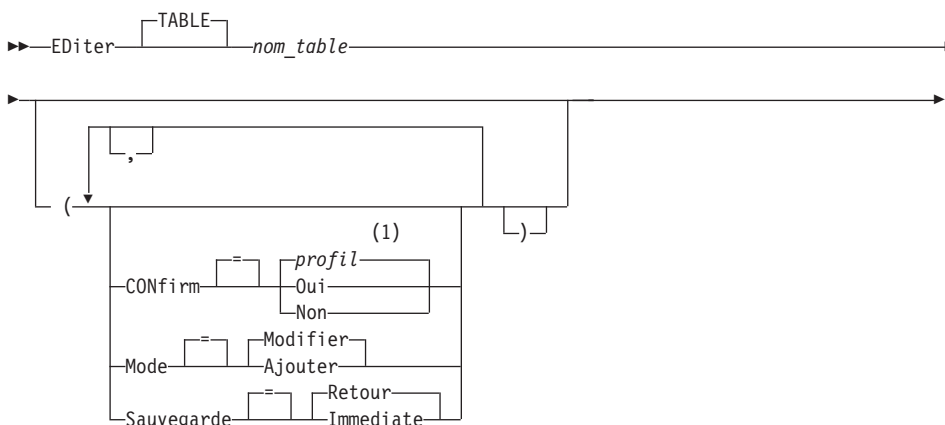 TABLE
EDiter nom_table
,
(
)
(1)
CONfirm = profil
Oui
Non
Mode = Modifier
Ajouter
Sauvegarde = Retour
Immediate